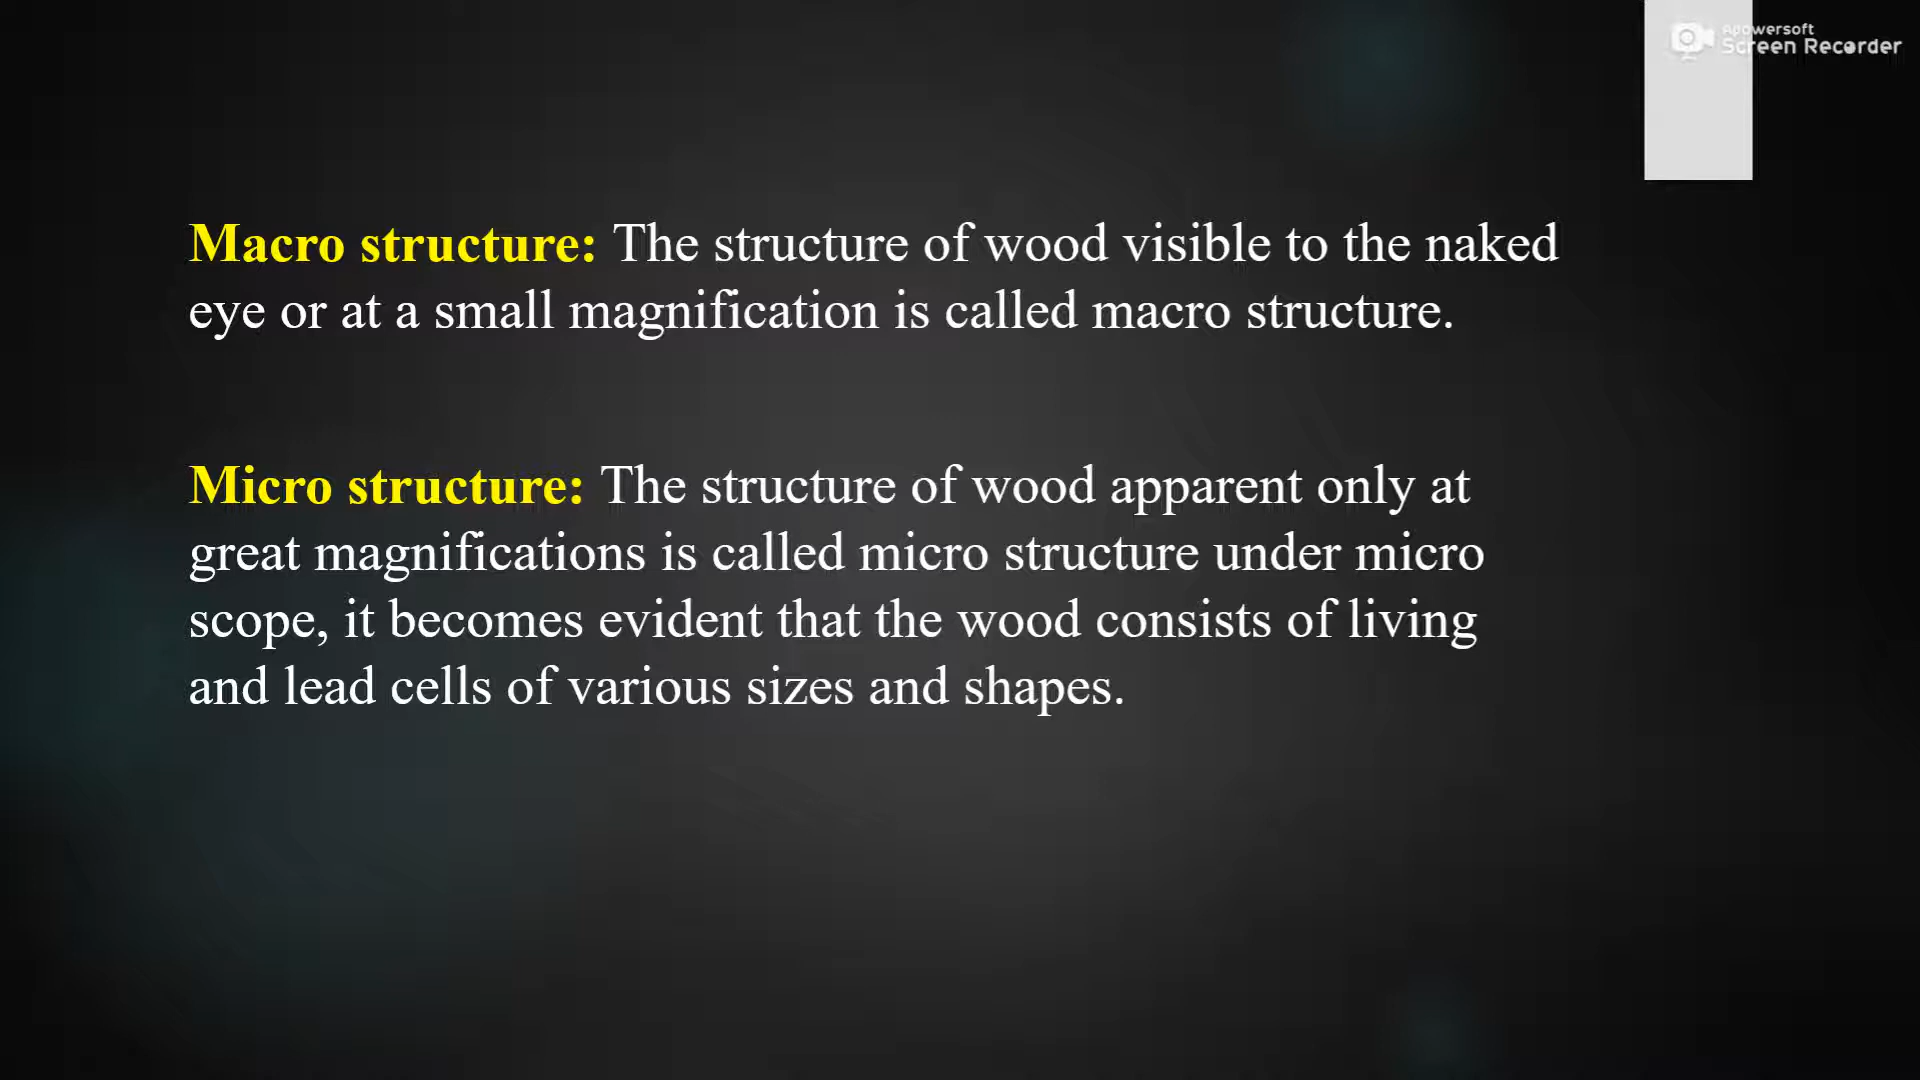 Apowersoft
Screen Recorder
Macro structure: The structure of wood visible to the naked
eye or at a small magnification is called macro structure.
Micro structure: The structure of wood apparent only at
great magnifications is called micro structure under micro
scope, it becomes evident that the wood consists of living
and lead cells of various sizes and shapes.